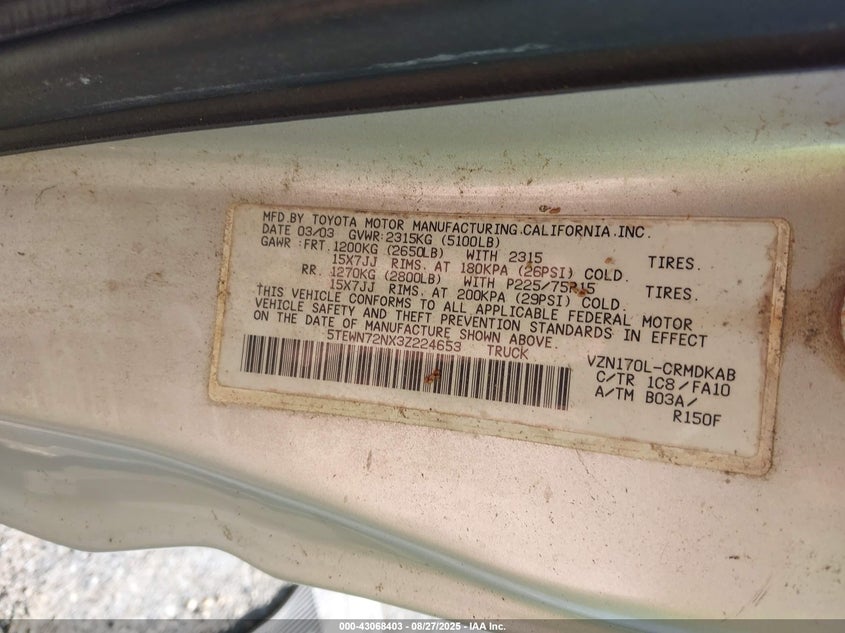 MFD.BY TOYOTA MOTOR MANUFACTURING.CALIFORNIA.INC.
DATE 03/03 GVWR:2315KG (5100LB)
GAWR :FRT.1200KG (2650LB) WITH 2315 TIRES.
15X7JJ RIMS. AT 180KPA (26PSI) COLD.
RR. 1270KG (2800LB) WITH P225/75R15 TIRES.
15X7JJ RIMS. AT 200KPA (29PSI) COLD.
THIS VEHICLE CONFORMS TO ALL APPLICABLE FEDERAL MOTOR
VEHICLE SAFETY AND THEFT PREVENTION STANDARDS IN EFFECT
ON THE DATE OF MANUFACTURE SHOWN ABOVE.
5TEWN72NX3Z224653 TRUCK
VZN170L-CRMDKAB
C/TR 1C8/FA10
A/TM B03A/
R150F
000-43068403 - 08/27/2025 - IAA Inc.